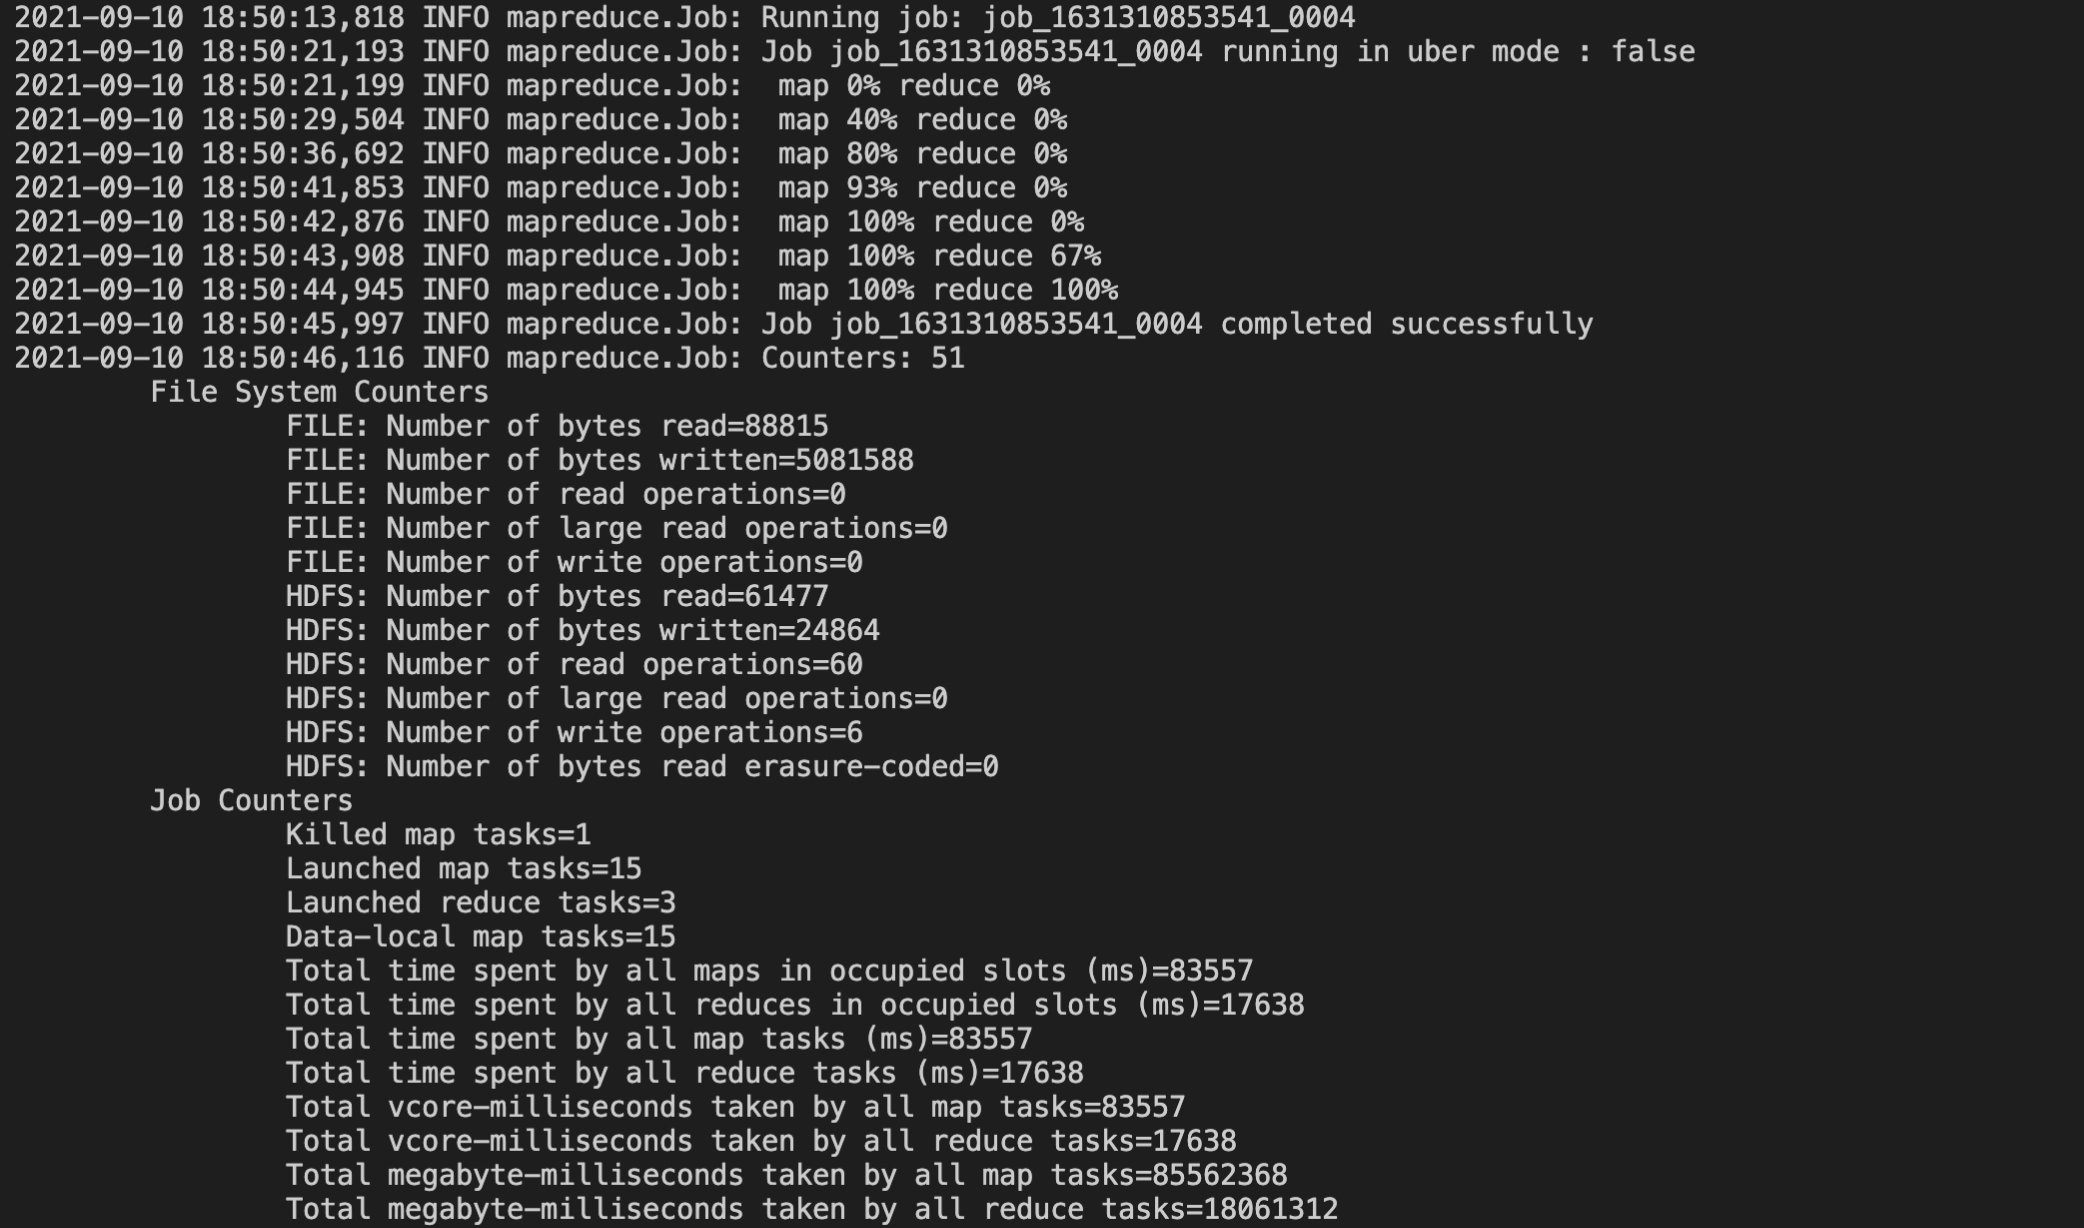 2021-09-10 18:50:13,818 INFO mapreduce.Job: Running job: job_1631310853541_0004
2021-09-10 18:50:21,193 INFO mapreduce.Job: Job job_1631310853541_0004 running in uber mode : false
2021-09-10 18:50:21,199 INFO mapreduce.Job:  map 0% reduce 0%
2021-09-10 18:50:29,504 INFO mapreduce.Job:  map 40% reduce 0%
2021-09-10 18:50:36,692 INFO mapreduce.Job:  map 80% reduce 0%
2021-09-10 18:50:41,853 INFO mapreduce.Job:  map 93% reduce 0%
2021-09-10 18:50:42,876 INFO mapreduce.Job:  map 100% reduce 0%
2021-09-10 18:50:43,908 INFO mapreduce.Job:  map 100% reduce 67%
2021-09-10 18:50:44,945 INFO mapreduce.Job:  map 100% reduce 100%
2021-09-10 18:50:45,997 INFO mapreduce.Job: Job job_1631310853541_0004 completed successfully
2021-09-10 18:50:46,116 INFO mapreduce.Job: Counters: 51
File System Counters
FILE: Number of bytes read=88815
FILE: Number of bytes written=5081588
FILE: Number of read operations=0
FILE: Number of large read operations=0
FILE: Number of write operations=0
HDFS: Number of bytes read=61477
HDFS: Number of bytes written=24864
HDFS: Number of read operations=60
HDFS: Number of large read operations=0
HDFS: Number of write operations=6
HDFS: Number of bytes read erasure-coded=0
Job Counters
Killed map tasks=1
Launched map tasks=15
Launched reduce tasks=3
Data-local map tasks=15
Total time spent by all maps in occupied slots (ms)=83557
Total time spent by all reduces in occupied slots (ms)=17638
Total time spent by all map tasks (ms)=83557
Total time spent by all reduce tasks (ms)=17638
Total vcore-milliseconds taken by all map tasks=83557
Total vcore-milliseconds taken by all reduce tasks=17638
Total megabyte-milliseconds taken by all map tasks=85562368
Total megabyte-milliseconds taken by all reduce tasks=18061312